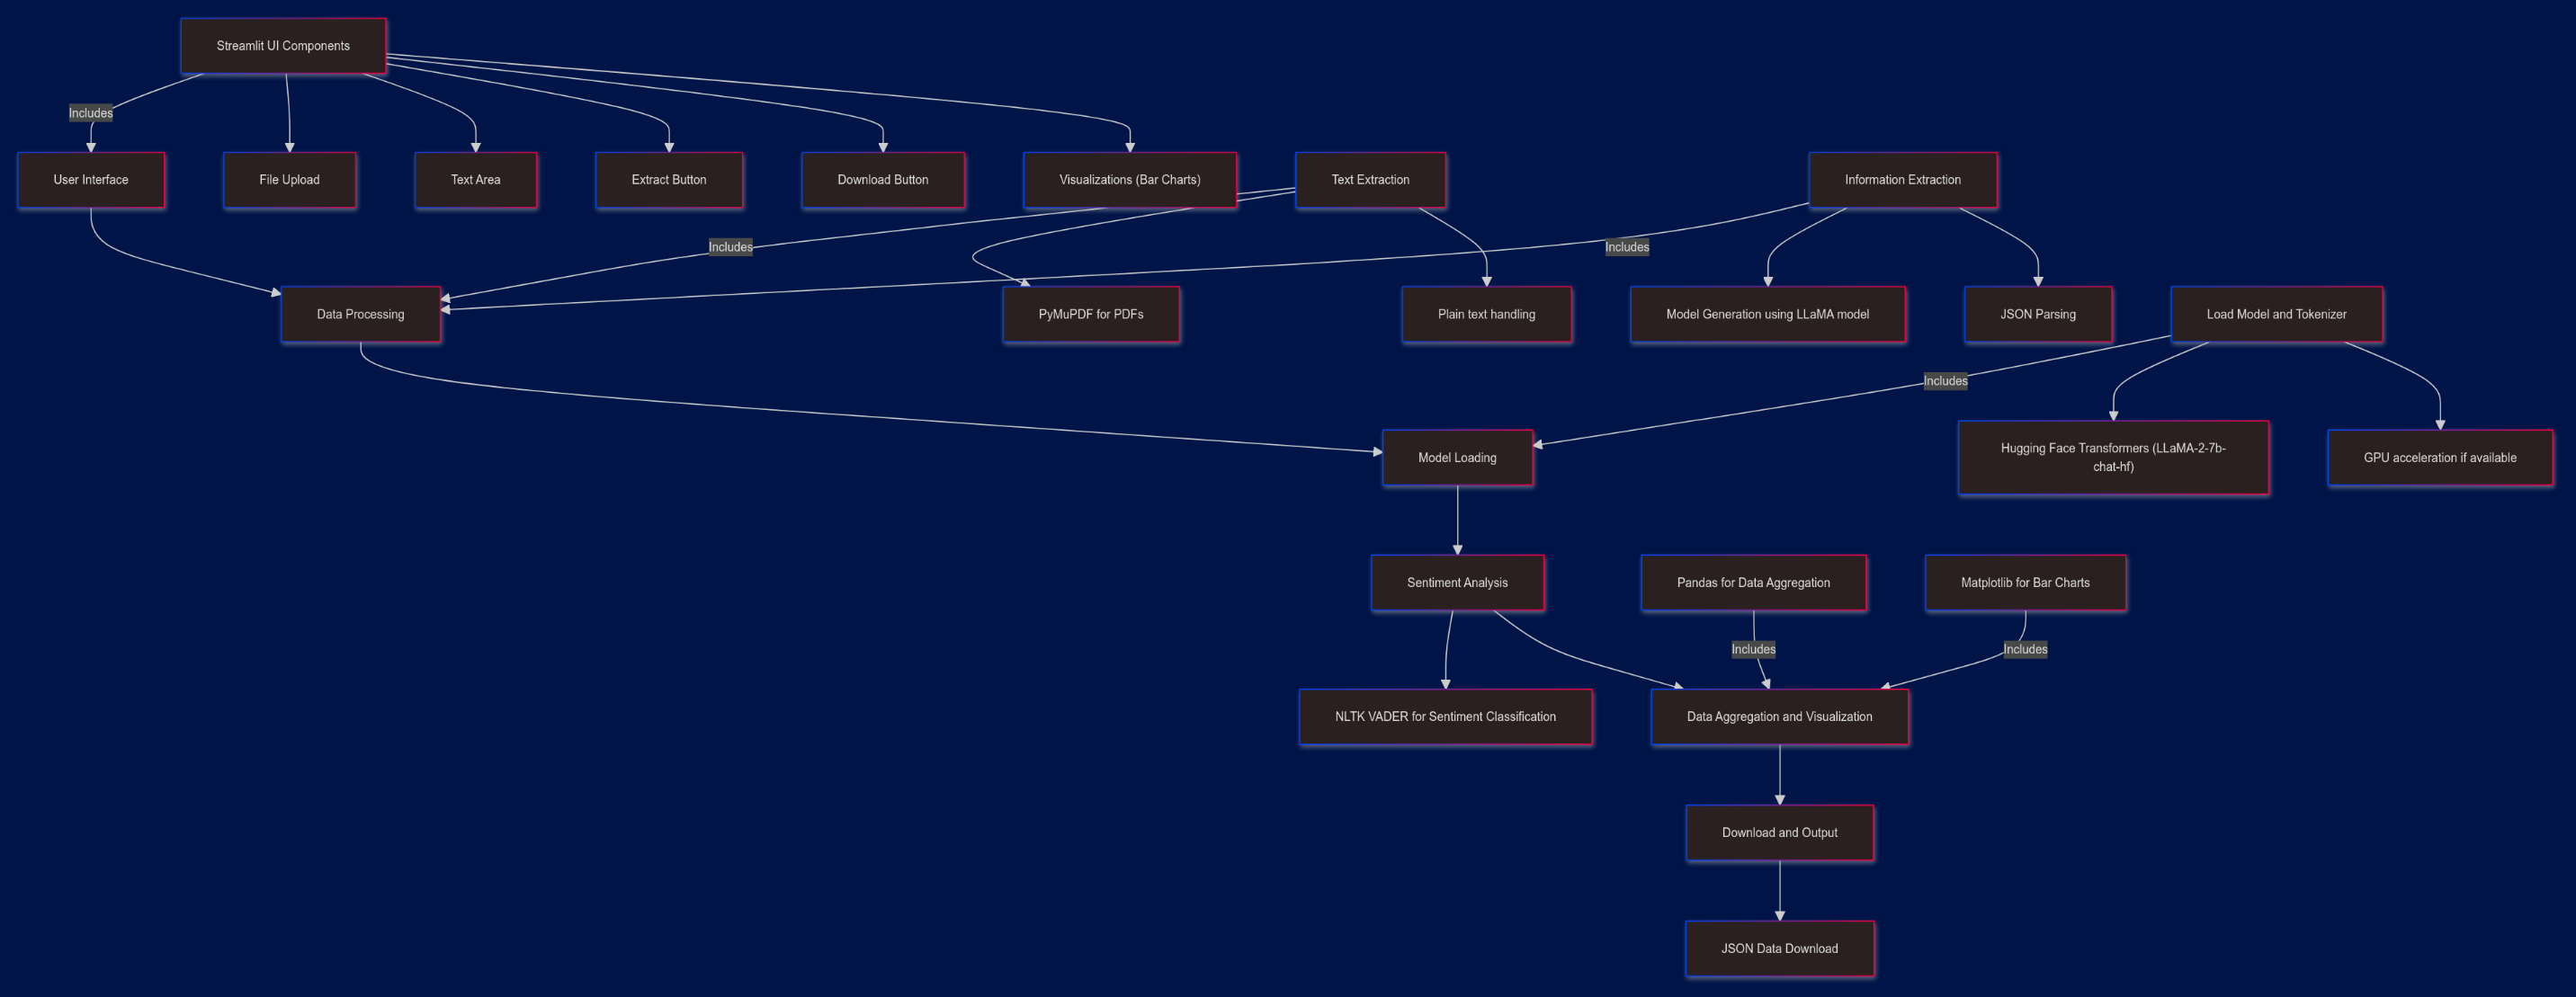 Streamlit UI Components
Includes
User Interface
File Upload
Text Area
Extract Button
Download Button
Visualizations (Bar Charts)
Text Extraction
Information Extraction
Includes
Includes
Data Processing
PyMuPDF for PDFs
Plain text handling
Model Generation using LLaMA model
JSON Parsing
Load Model and Tokenizer
Includes
Model Loading
Hugging Face Transformers (LLaMA-2-7b-
chat-hf)
GPU acceleration if available
Sentiment Analysis
Pandas for Data Aggregation
Matplotlib for Bar Charts
Includes
Includes
NLTK VADER for Sentiment Classification
Data Aggregation and Visualization
Download and Output
JSON Data Download